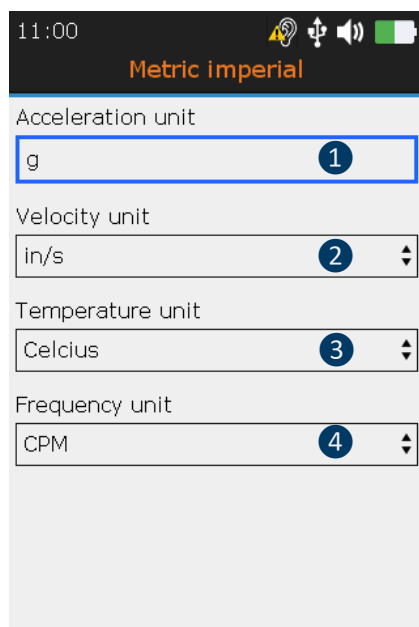 11:00
Metric imperial
Acceleration unit
g 1
Velocity unit
in/s 2
Temperature unit
Celcius 3
Frequency unit
CPM 4